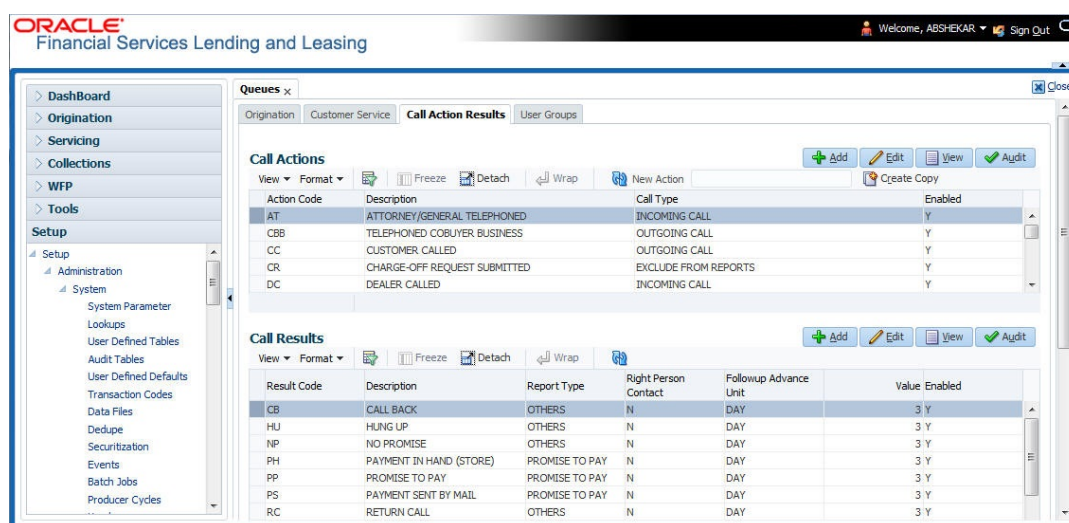 ORACLE
Financial Services Lending and Leasing
Welcome, ABSHEKAR Sign Out
DashBoard
Origination
Servicing
Collections
WFP
Tools
Setup
Setup
Administration
System
System Parameter
Lookups
User Defined Tables
Audit Tables
User Defined Defaults
Transaction Codes
Data Files
Dedupe
Securitization
Events
Batch Jobs
Producer Cycles
Queues x Close
Origination Customer Service Call Action Results User Groups
Call Actions Add Edit View Audit
View Format Freeze Detach Wrap New Action Create Copy
Action Code Description Call Type Enabled
AT ATTORNEY/GENERAL TELEPHONED INCOMING CALL Y
CBB TELEPHONED COBUYER BUSINESS OUTGOING CALL Y
CC CUSTOMER CALLED OUTGOING CALL Y
CR CHARGE-OFF REQUEST SUBMITTED EXCLUDE FROM REPORTS Y
DC DEALER CALLED INCOMING CALL Y
Call Results Add Edit View Audit
View Format Freeze Detach Wrap
Result Code Description Report Type Right Person Contact Followup Advance Unit Value Enabled
CB CALL BACK OTHERS N DAY 3 Y
HU HUNG UP OTHERS N DAY 3 Y
NP NO PROMISE OTHERS N DAY 3 Y
PH PAYMENT IN HAND (STORE) PROMISE TO PAY N DAY 3 Y
PP PROMISE TO PAY PROMISE TO PAY N DAY 3 Y
PS PAYMENT SENT BY MAIL PROMISE TO PAY N DAY 3 Y
RC RETURN CALL OTHERS N DAY 3 Y